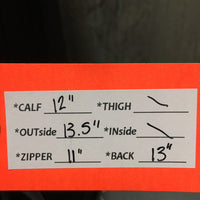 *CALF 12" *THIGH \
*OUTside 13.5" *INside \
*ZIPPER 11" *BACK 13"